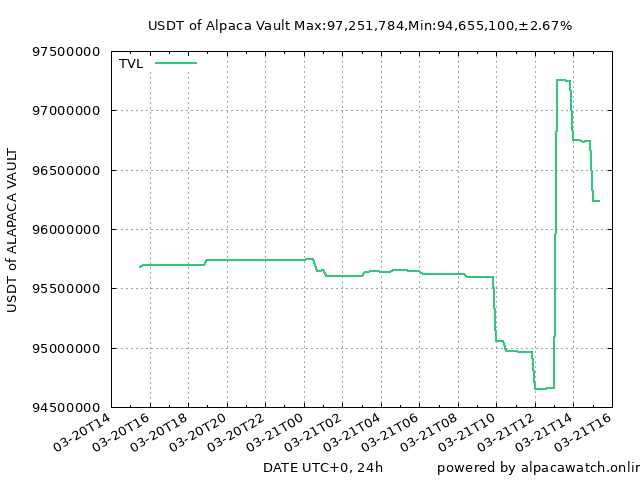 USDT of Alpaca Vault Max:97,251,784,Min:94,655,100,±2.67%
97500000
TVL
97000000
96500000
96000000
95500000
95000000
94500000
USDT of ALAPACA VAULT
03-20T14
03-20T16
03-20T18
03-20T20
03-20T22
03-21T00
03-21T02
03-21T04
03-21T06
03-21T08
03-21T10
03-21T12
03-21T14
03-21T16
DATE UTC+0, 24h
powered by alpacawatch.onlin